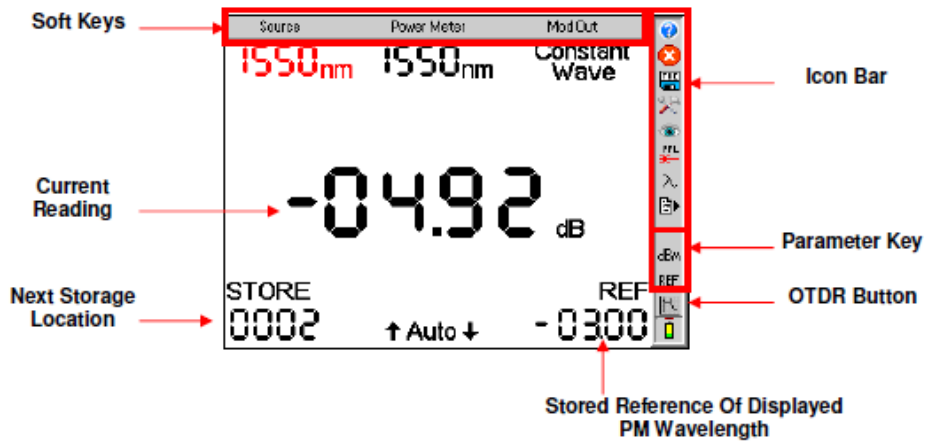 Soft Keys
Source Power Meter Mod Out
1550nm 1550nm Constant Wave
Icon Bar
PPL
λ
Current Reading
-04.92 dB
dBm
Parameter Key
REF
Next Storage Location
STORE
0002
↑ Auto ↓
REF
-03.00
OTDR Button
Stored Reference Of Displayed
PM Wavelength